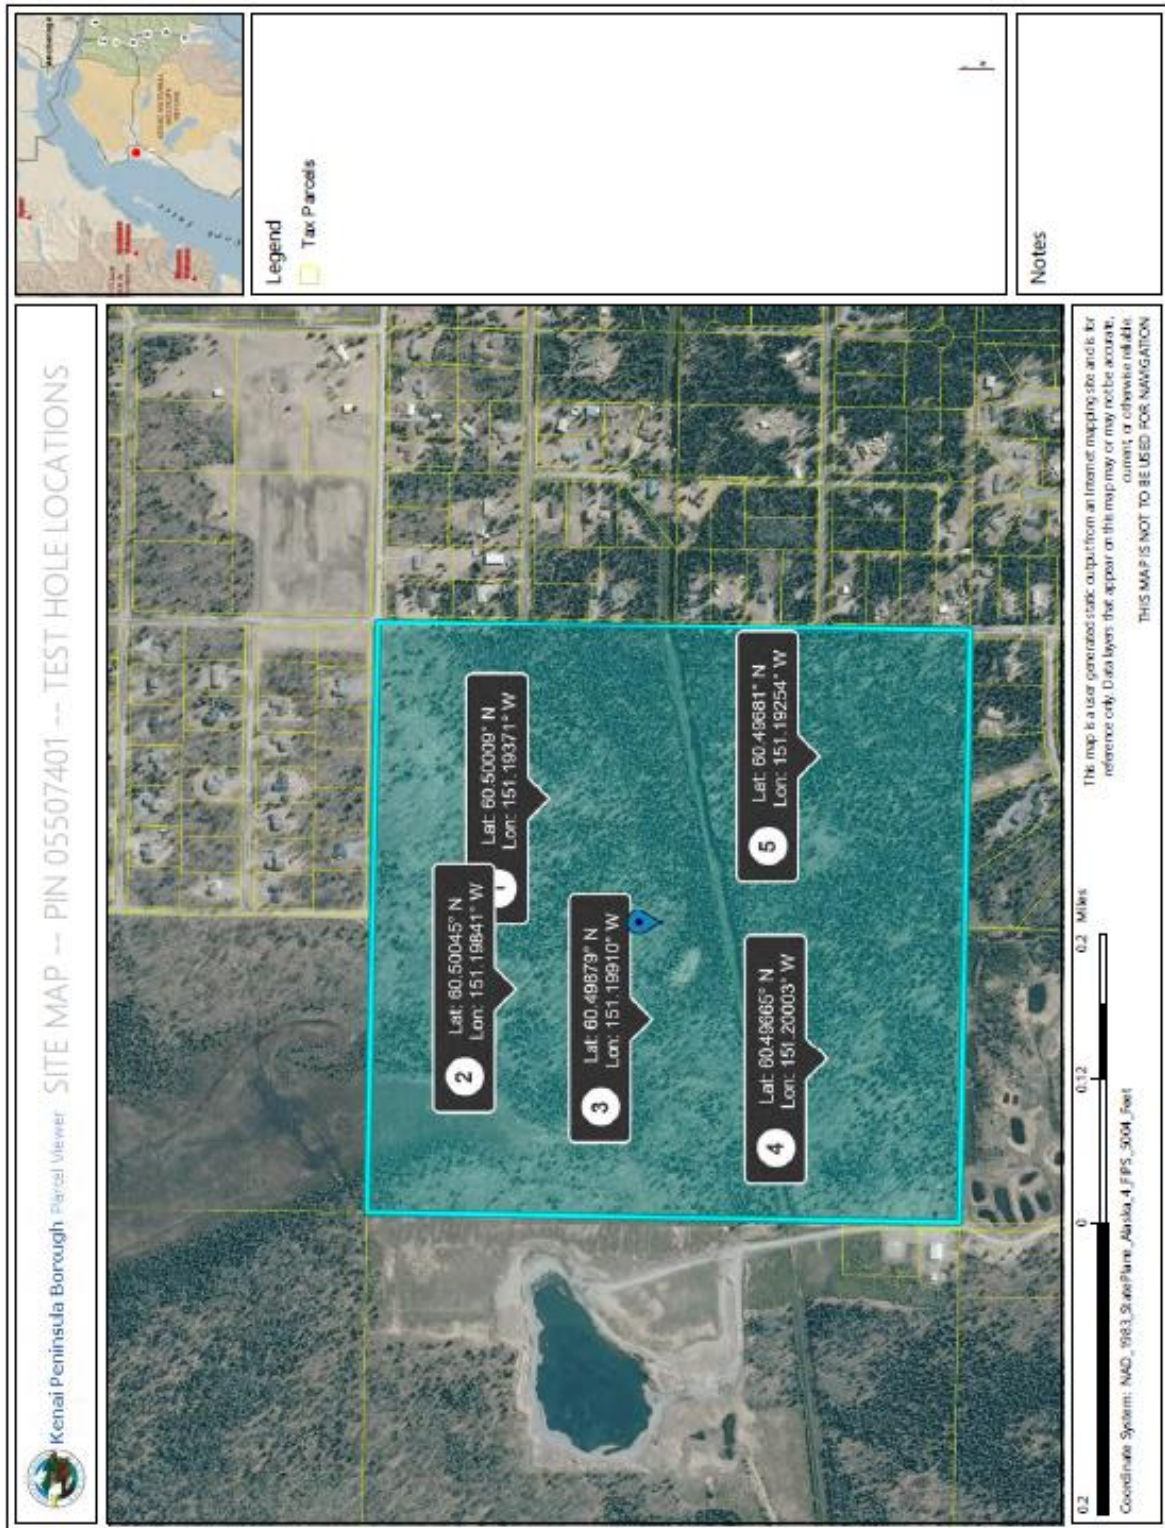 Kenai Peninsula Borough Parcel Viewer SITE MAP -- PIN 05507401 -- TEST HOLE LOCATIONS
Anchorage
KENAI NATIONAL
WILDLIFE
REFUGE
Legend
Tax Parcels
N
Notes
1 Lat: 60.50009° N
Lon: 151.19371° W
2 Lat: 60.50045° N
Lon: 151.19841° W
3 Lat: 60.49879° N
Lon: 151.19910° W
4 Lat: 60.49665° N
Lon: 151.20003° W
5 Lat: 60.49681° N
Lon: 151.19254° W
0.2 0 0.12 0.2 Miles
Coordinate System: NAD_1983_StatePlane_Alaska_4_FIPS_5004_Feet
This map is a user generated static output from an Internet mapping site and is for
reference only. Data layers that appear on this map may or may not be accurate,
current, or otherwise reliable.
THIS MAP IS NOT TO BE USED FOR NAVIGATION